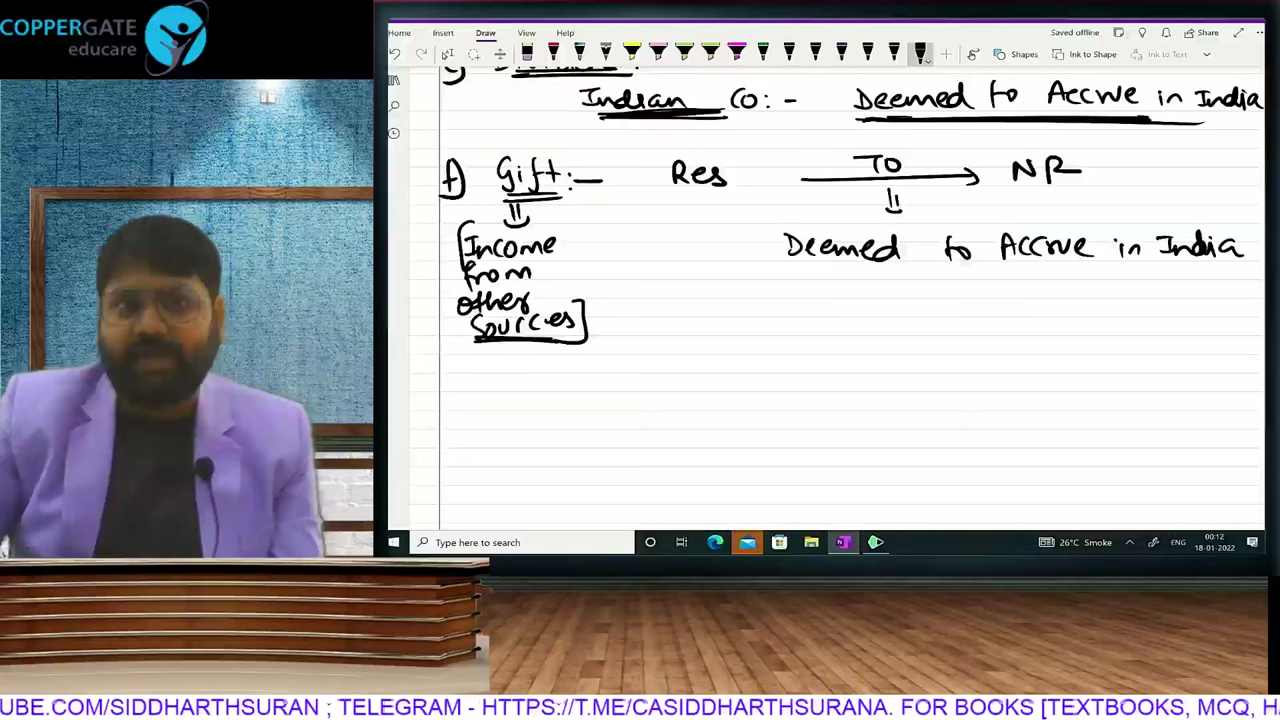 COPPERGATE
educare
Home Insert Draw View Help
Saved offline
Share
Shapes
Ink to Shape
Ink to Text
Indian Co:- Deemed to Accrue in India
f) Gift:- Res TO NR
Income
from
other
Sources
Deemed to Accrue in India
Type here to search
26°C Smoke
ENG
00:12
18-01-2022
UBE.COM/SIDDHARTHSURAN ; TELEGRAM - HTTPS://T.ME/CASIDDHARTHSURANA. FOR BOOKS [TEXTBOOKS, MCQ, HA